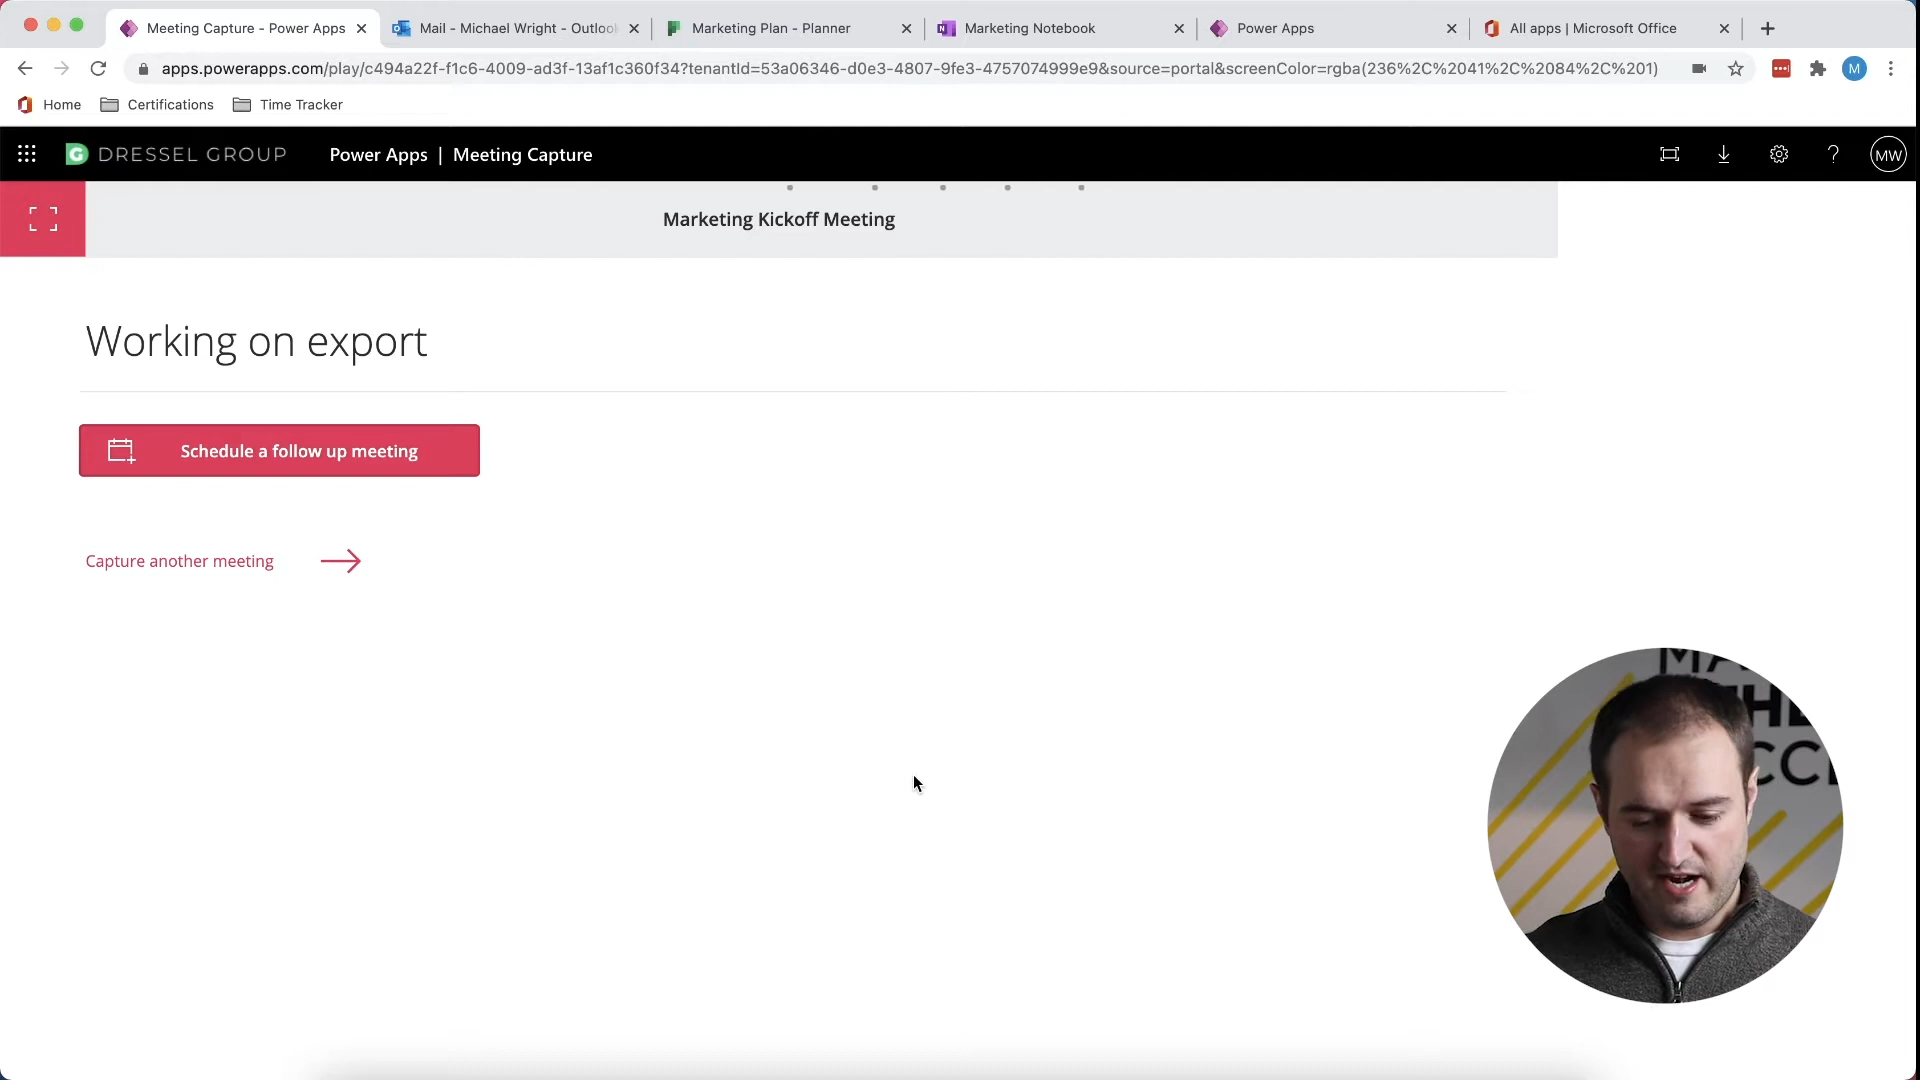 Meeting Capture - Power Apps
Mail - Michael Wright - Outlook
Marketing Plan - Planner
Marketing Notebook
Power Apps
All apps | Microsoft Office
apps.powerapps.com/play/c494a22f-f1c6-4009-ad3f-13af1c360f34?tenantId=53a06346-d0e3-4807-9fe3-4757074999e9&source=portal&screenColor=rgba(236%2C%2041%2C%2084%2C%201)
M
Home
Certifications
Time Tracker
DRESSEL GROUP
Power Apps | Meeting Capture
?
MW
Marketing Kickoff Meeting
Working on export
Schedule a follow up meeting
Capture another meeting